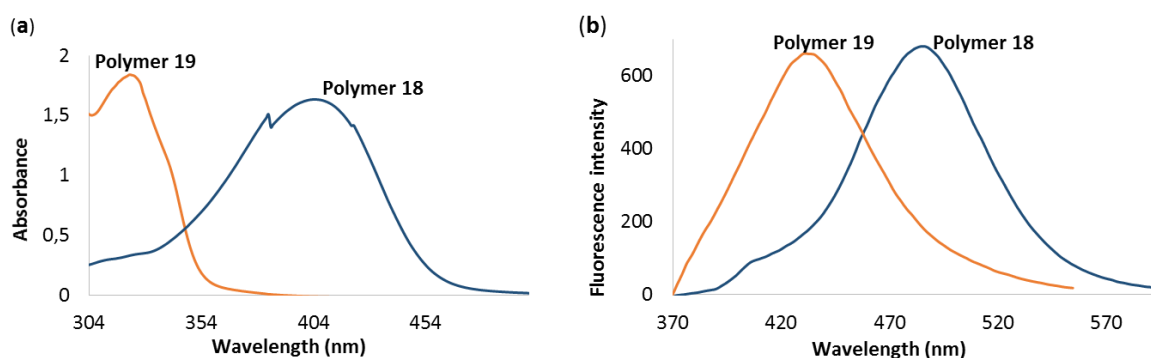 (a)
2
1,5
1
0,5
0
Absorbance
Polymer 19
Polymer 18
304 354 404 454
Wavelength (nm)
(b)
600
400
200
0
Fluorescence intensity
Polymer 19 Polymer 18
370 420 470 520 570
Wavelength (nm)